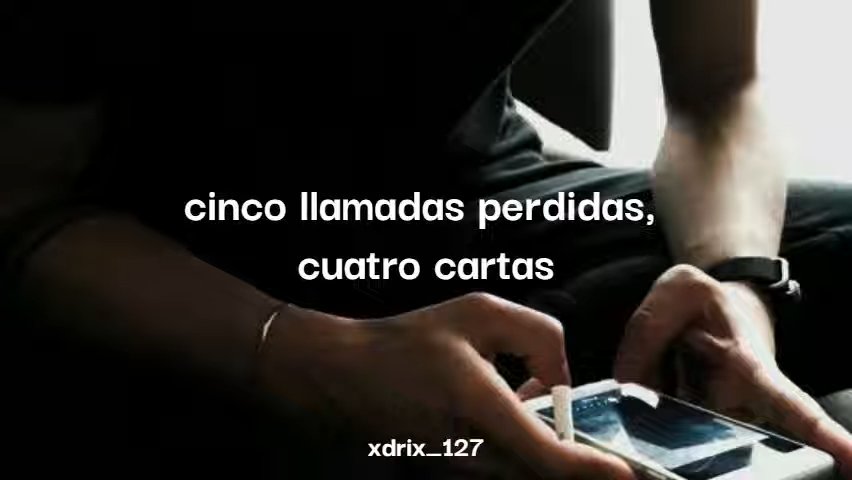 cinco llamadas perdidas,
cuatro cartas
xdrix_127